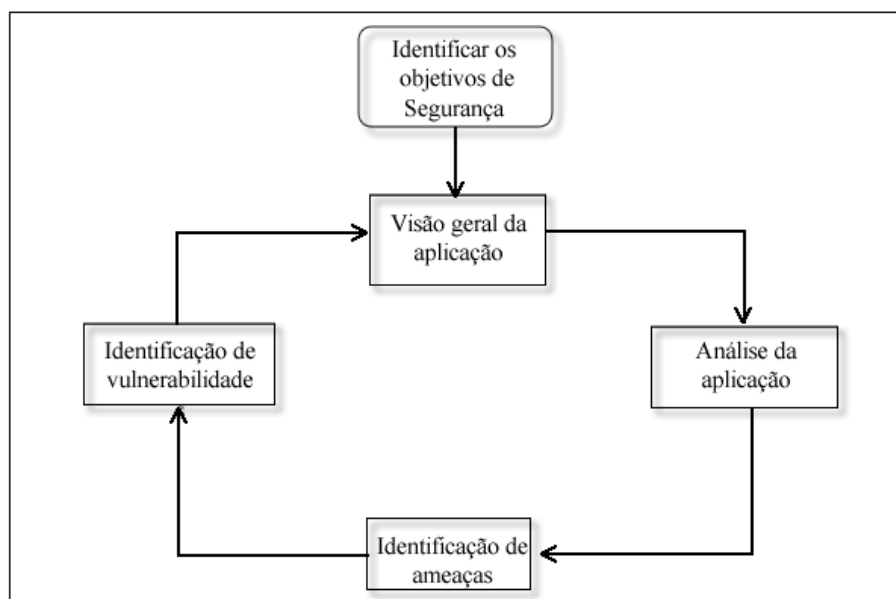 Identificar os
objetivos de
Segurança
Visão geral da
aplicação
Análise da
aplicação
Identificação de
vulnerabilidade
Identificação de
ameaças